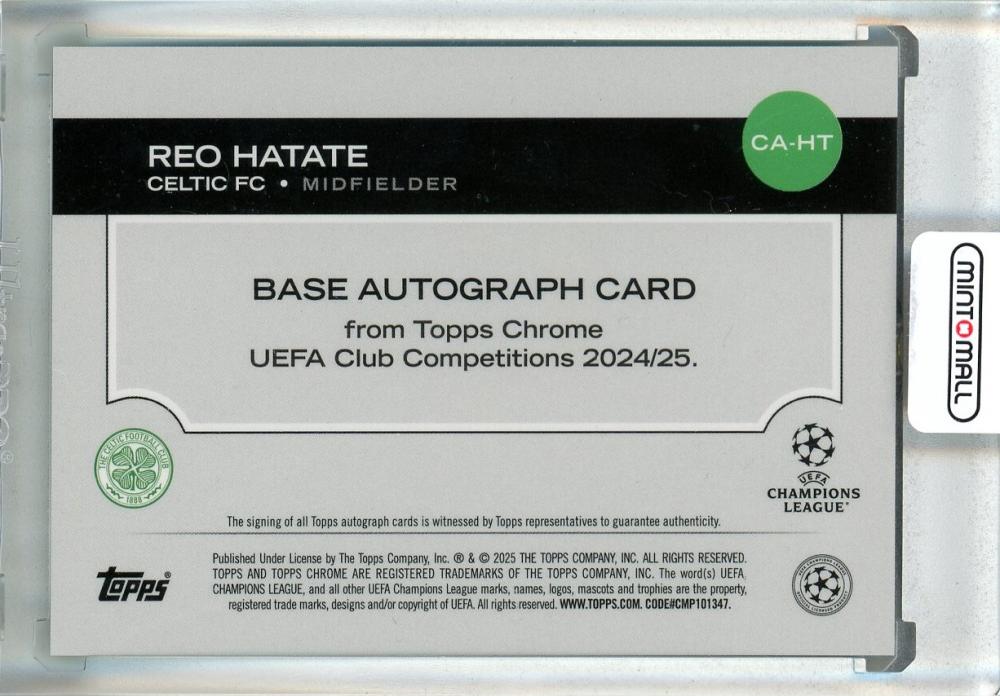 CA-HT
REO HATATE
CELTIC FC • MIDFIELDER
BASE AUTOGRAPH CARD
from Topps Chrome
UEFA Club Competitions 2024/25.
MINTMALL
THE CELTIC FOOTBALL CLUB
1888
UEFA
CHAMPIONS
LEAGUE®
The signing of all Topps autograph cards is witnessed by Topps representatives to guarantee authenticity.
topps®
Published Under License by The Topps Company, Inc. ® & © 2025 THE TOPPS COMPANY, INC. ALL RIGHTS RESERVED.
TOPPS AND TOPPS CHROME ARE REGISTERED TRADEMARKS OF THE TOPPS COMPANY, INC. The word(s) UEFA,
CHAMPIONS LEAGUE, and all other UEFA Champions League marks, names, logos, mascots and trophies are the property,
registered trade marks, designs and/or copyright of UEFA. All rights reserved. WWW.TOPPS.COM. CODE#CMP101347.